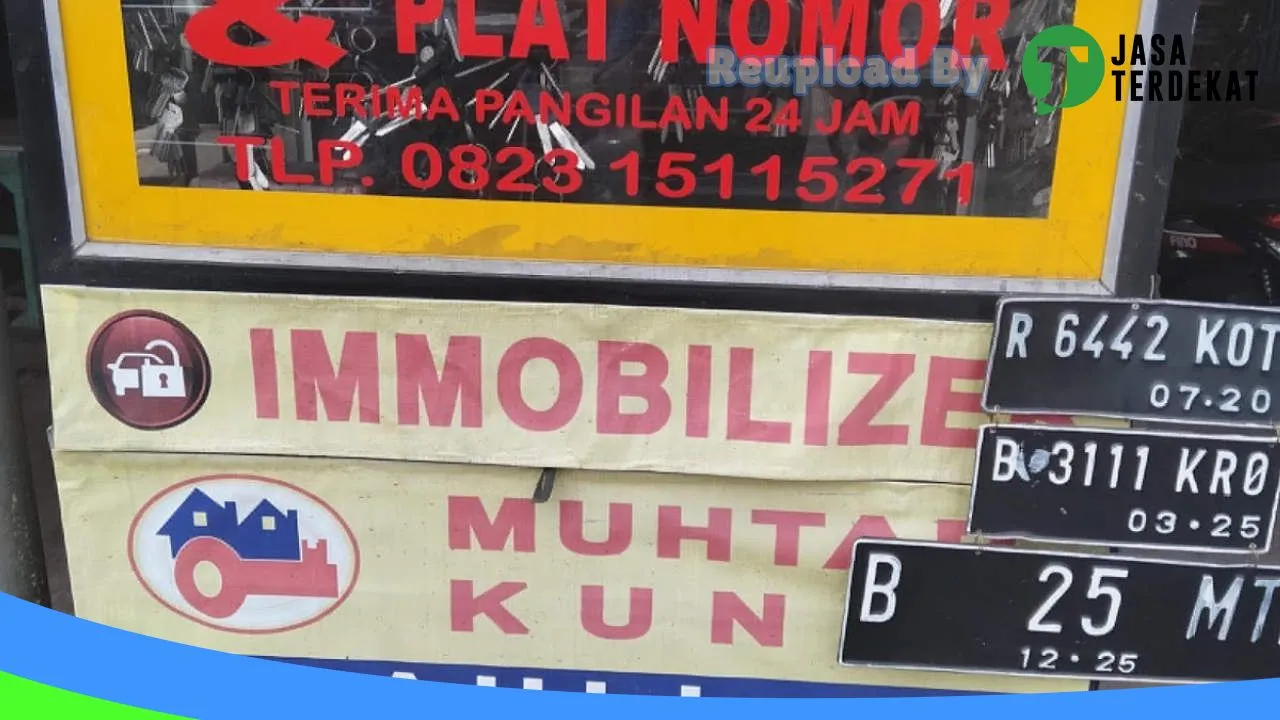 & PLAT NOMOR
Reupload By
JASA
TERDEKAT
TERIMA PANGILAN 24 JAM
TLP. 0823 15115271
FINO
IMMOBILIZE
R 6442 KOT
07.20
B 3111 KR0
03.25
MUHTA
KUN
B 25 MT
12.25